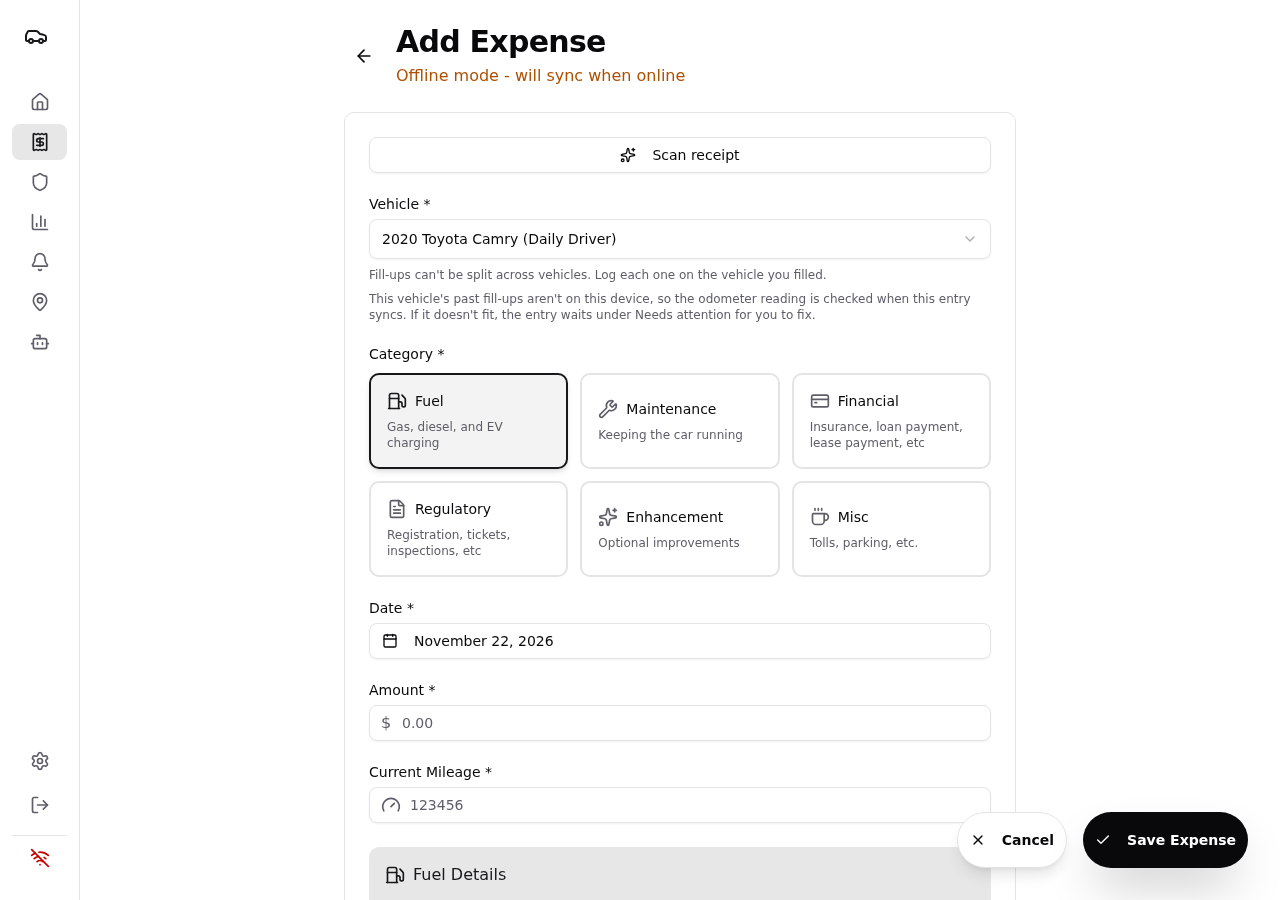 Add Expense
Offline mode - will sync when online
Scan receipt
Vehicle *
2020 Toyota Camry (Daily Driver)
Fill-ups can't be split across vehicles. Log each one on the vehicle you filled.
This vehicle's past fill-ups aren't on this device, so the odometer reading is checked when this entry
syncs. If it doesn't fit, the entry waits under Needs attention for you to fix.
Category *
Fuel
Gas, diesel, and EV
charging
Maintenance
Keeping the car running
Financial
Insurance, loan payment,
lease payment, etc
Regulatory
Registration, tickets,
inspections, etc
Enhancement
Optional improvements
Misc
Tolls, parking, etc.
Date *
November 22, 2026
Amount *
$ 0.00
Current Mileage *
123456
Cancel
Save Expense
Fuel Details